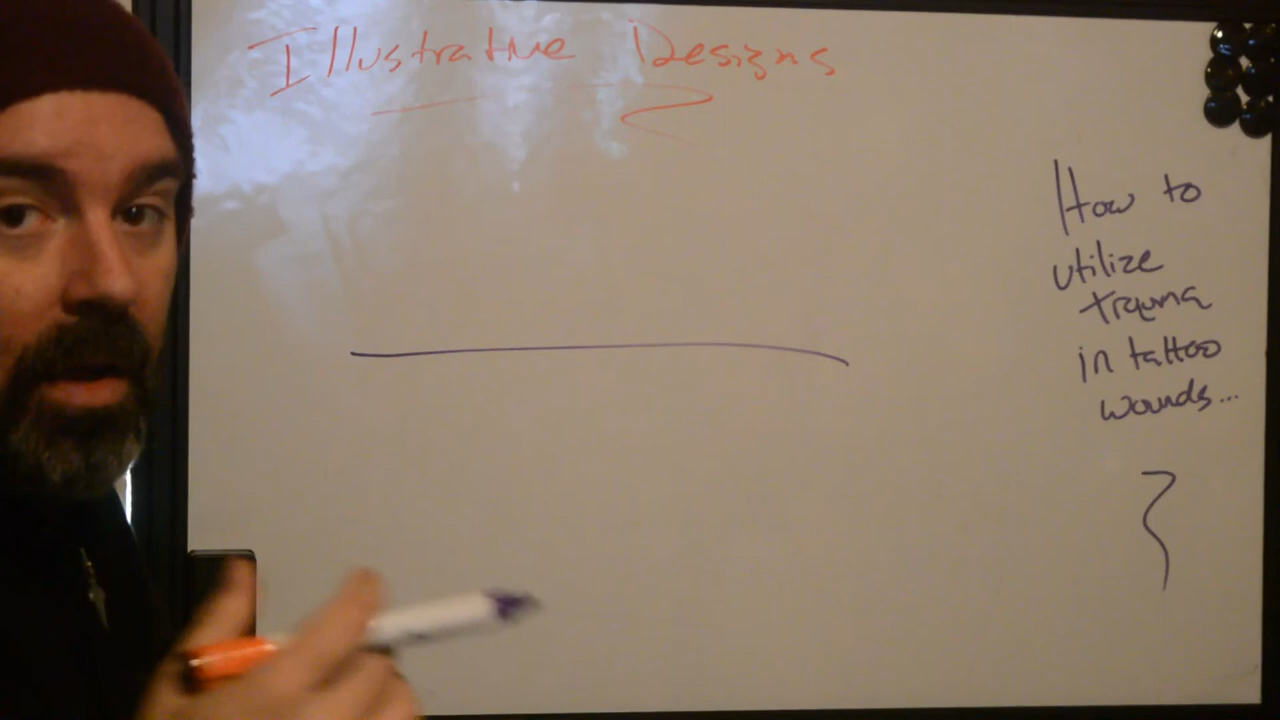 Illustrative Designs
How to
utilize
trauma
in tattoo
wounds...